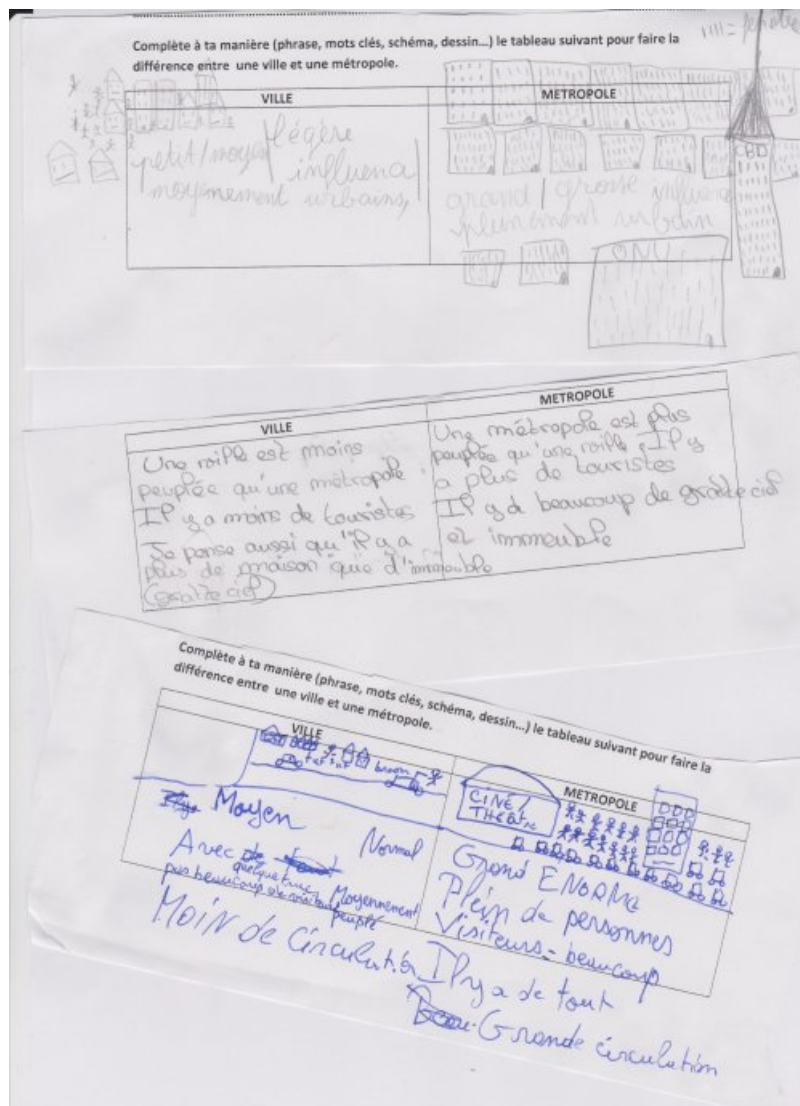 Complète à ta manière (phrase, mots clés, schéma, dessin...) le tableau suivant pour faire la
différence entre une ville et une métropole.
VILLE
petit/moyen/légère
influenca/
moyennement urbains,
METROPOLE
CBD
grand/grosse influence
pleinement urbain
ONU
VILLE
Une ville est moins
peuplée qu'une métropole.
Il y a moins de touristes
Je pense aussi qu'il y a
plus de maison que d'immeuble
(gratte ciel)
METROPOLE
Une métropole est plus
peuplée qu'une ville. Il y
a plus de touristes
Il y a beaucoup de gratte ciel
et immeuble
Complète à ta manière (phrase, mots clés, schéma, dessin...) le tableau suivant pour faire la
différence entre une ville et une métropole.
VILLE
Moyen
Normal
Avec
quelque
pas beaucoup de
Moyennement
peuplé
Moin de circulation
METROPOLE
CINÉ/
THÉÂTRE
Grand ENORME
Plein de personnes
Visiteurs = beaucoup
Il y a de tout
Grande circulation